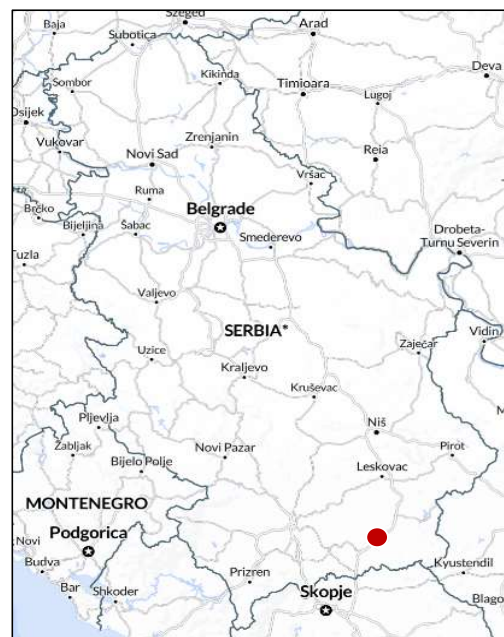 Szeged
Baja
Arad
Subotica
Deva
Kikinda
Sombor
Timioara
Lugoj
Osijek
Zrenjanin
Vukovar
Novi Sad
Reia
Vršac
Ruma
Brčko
Belgrade
Bijeljina
Šabac
Smederevo
Drobeta-
Turnu Severin
Tuzla
Valjevo
SERBIA*
Vidin
Zaječar
Uzice
Kraljevo
Kruševac
Pljevlja
Niš
Žabljak
Novi Pazar
Pirot
Bijelo Polje
Leskovac
MONTENEGRO
Podgorica
Novi
Budva
Kyustendil
Prizren
Bar
Shkoder
Skopje
Blago